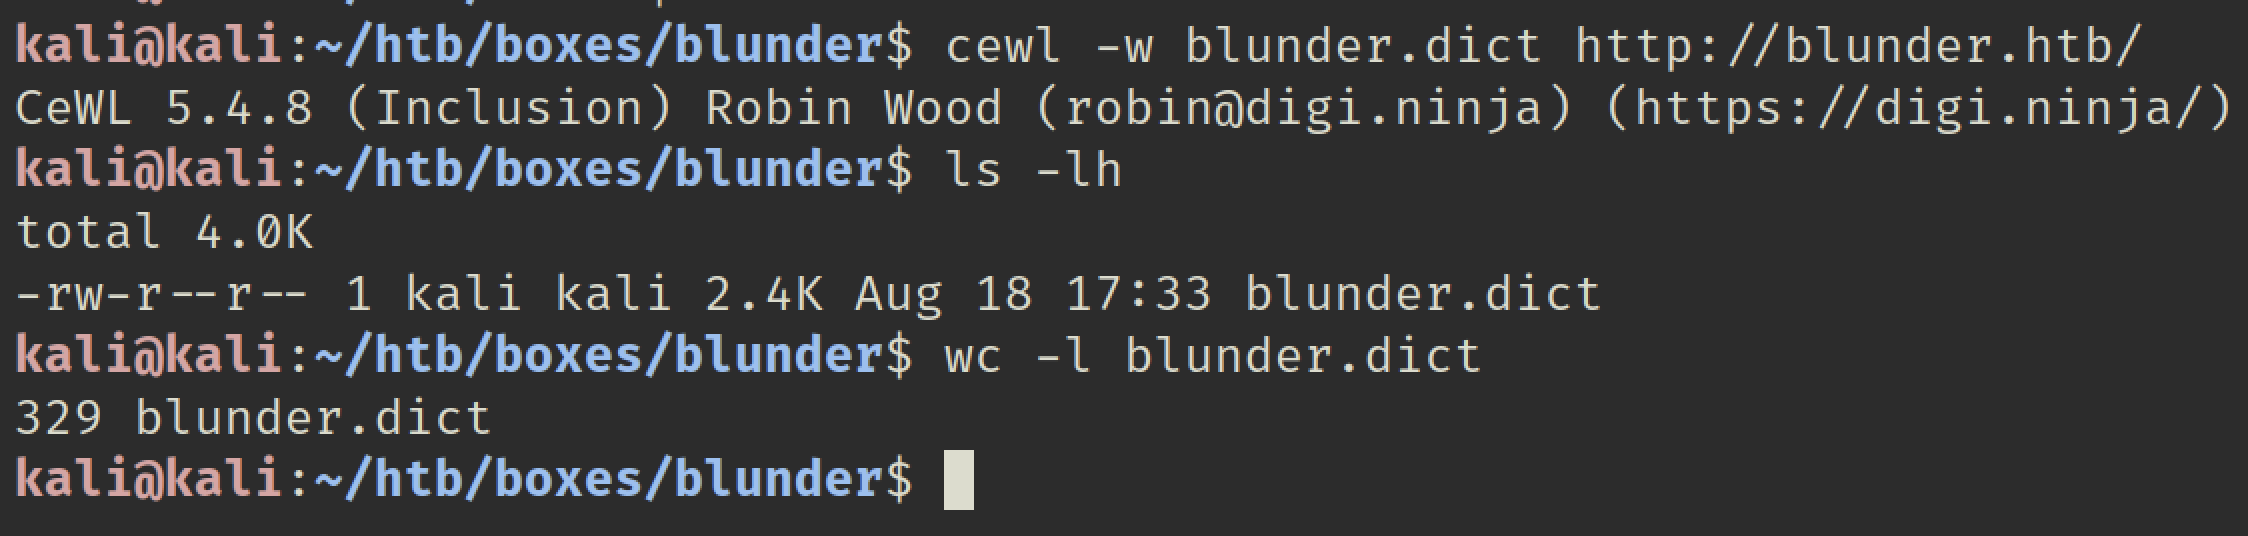 kali@kali:~/htb/boxes/blunder$ cewl -w blunder.dict http://blunder.htb/
CeWL 5.4.8 (Inclusion) Robin Wood (robin@digi.ninja) (https://digi.ninja/)
kali@kali:~/htb/boxes/blunder$ ls -lh
total 4.0K
-rw-r--r-- 1 kali kali 2.4K Aug 18 17:33 blunder.dict
kali@kali:~/htb/boxes/blunder$ wc -l blunder.dict
329 blunder.dict
kali@kali:~/htb/boxes/blunder$